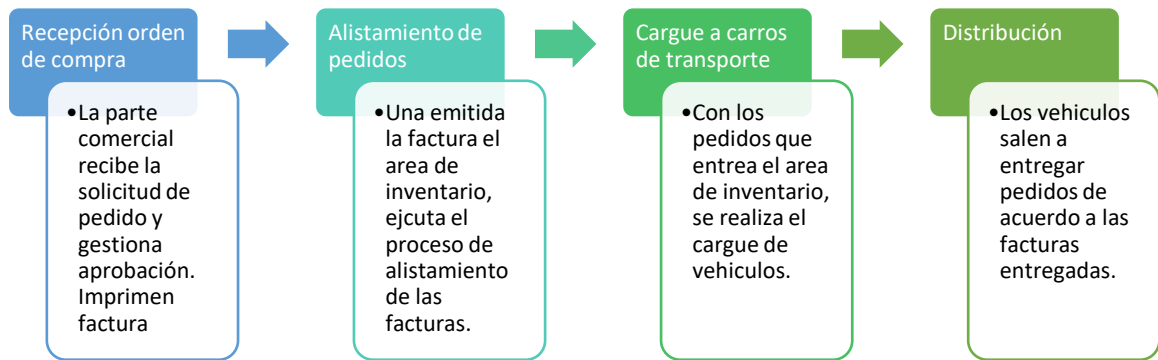 Recepción orden
de compra
•La parte
comercial
recibe la
solicitud de
pedido y
gestiona
aprobación.
Imprimen
factura
Alistamiento de
pedidos
•Una emitida
la factura el
area de
inventario,
ejcuta el
proceso de
alistamiento
de las
facturas.
Cargue a carros
de transporte
•Con los
pedidos que
entrea el area
de inventario,
se realiza el
cargue de
vehiculos.
Distribución
•Los vehiculos
salen a
entregar
pedidos de
acuerdo a las
facturas
entregadas.